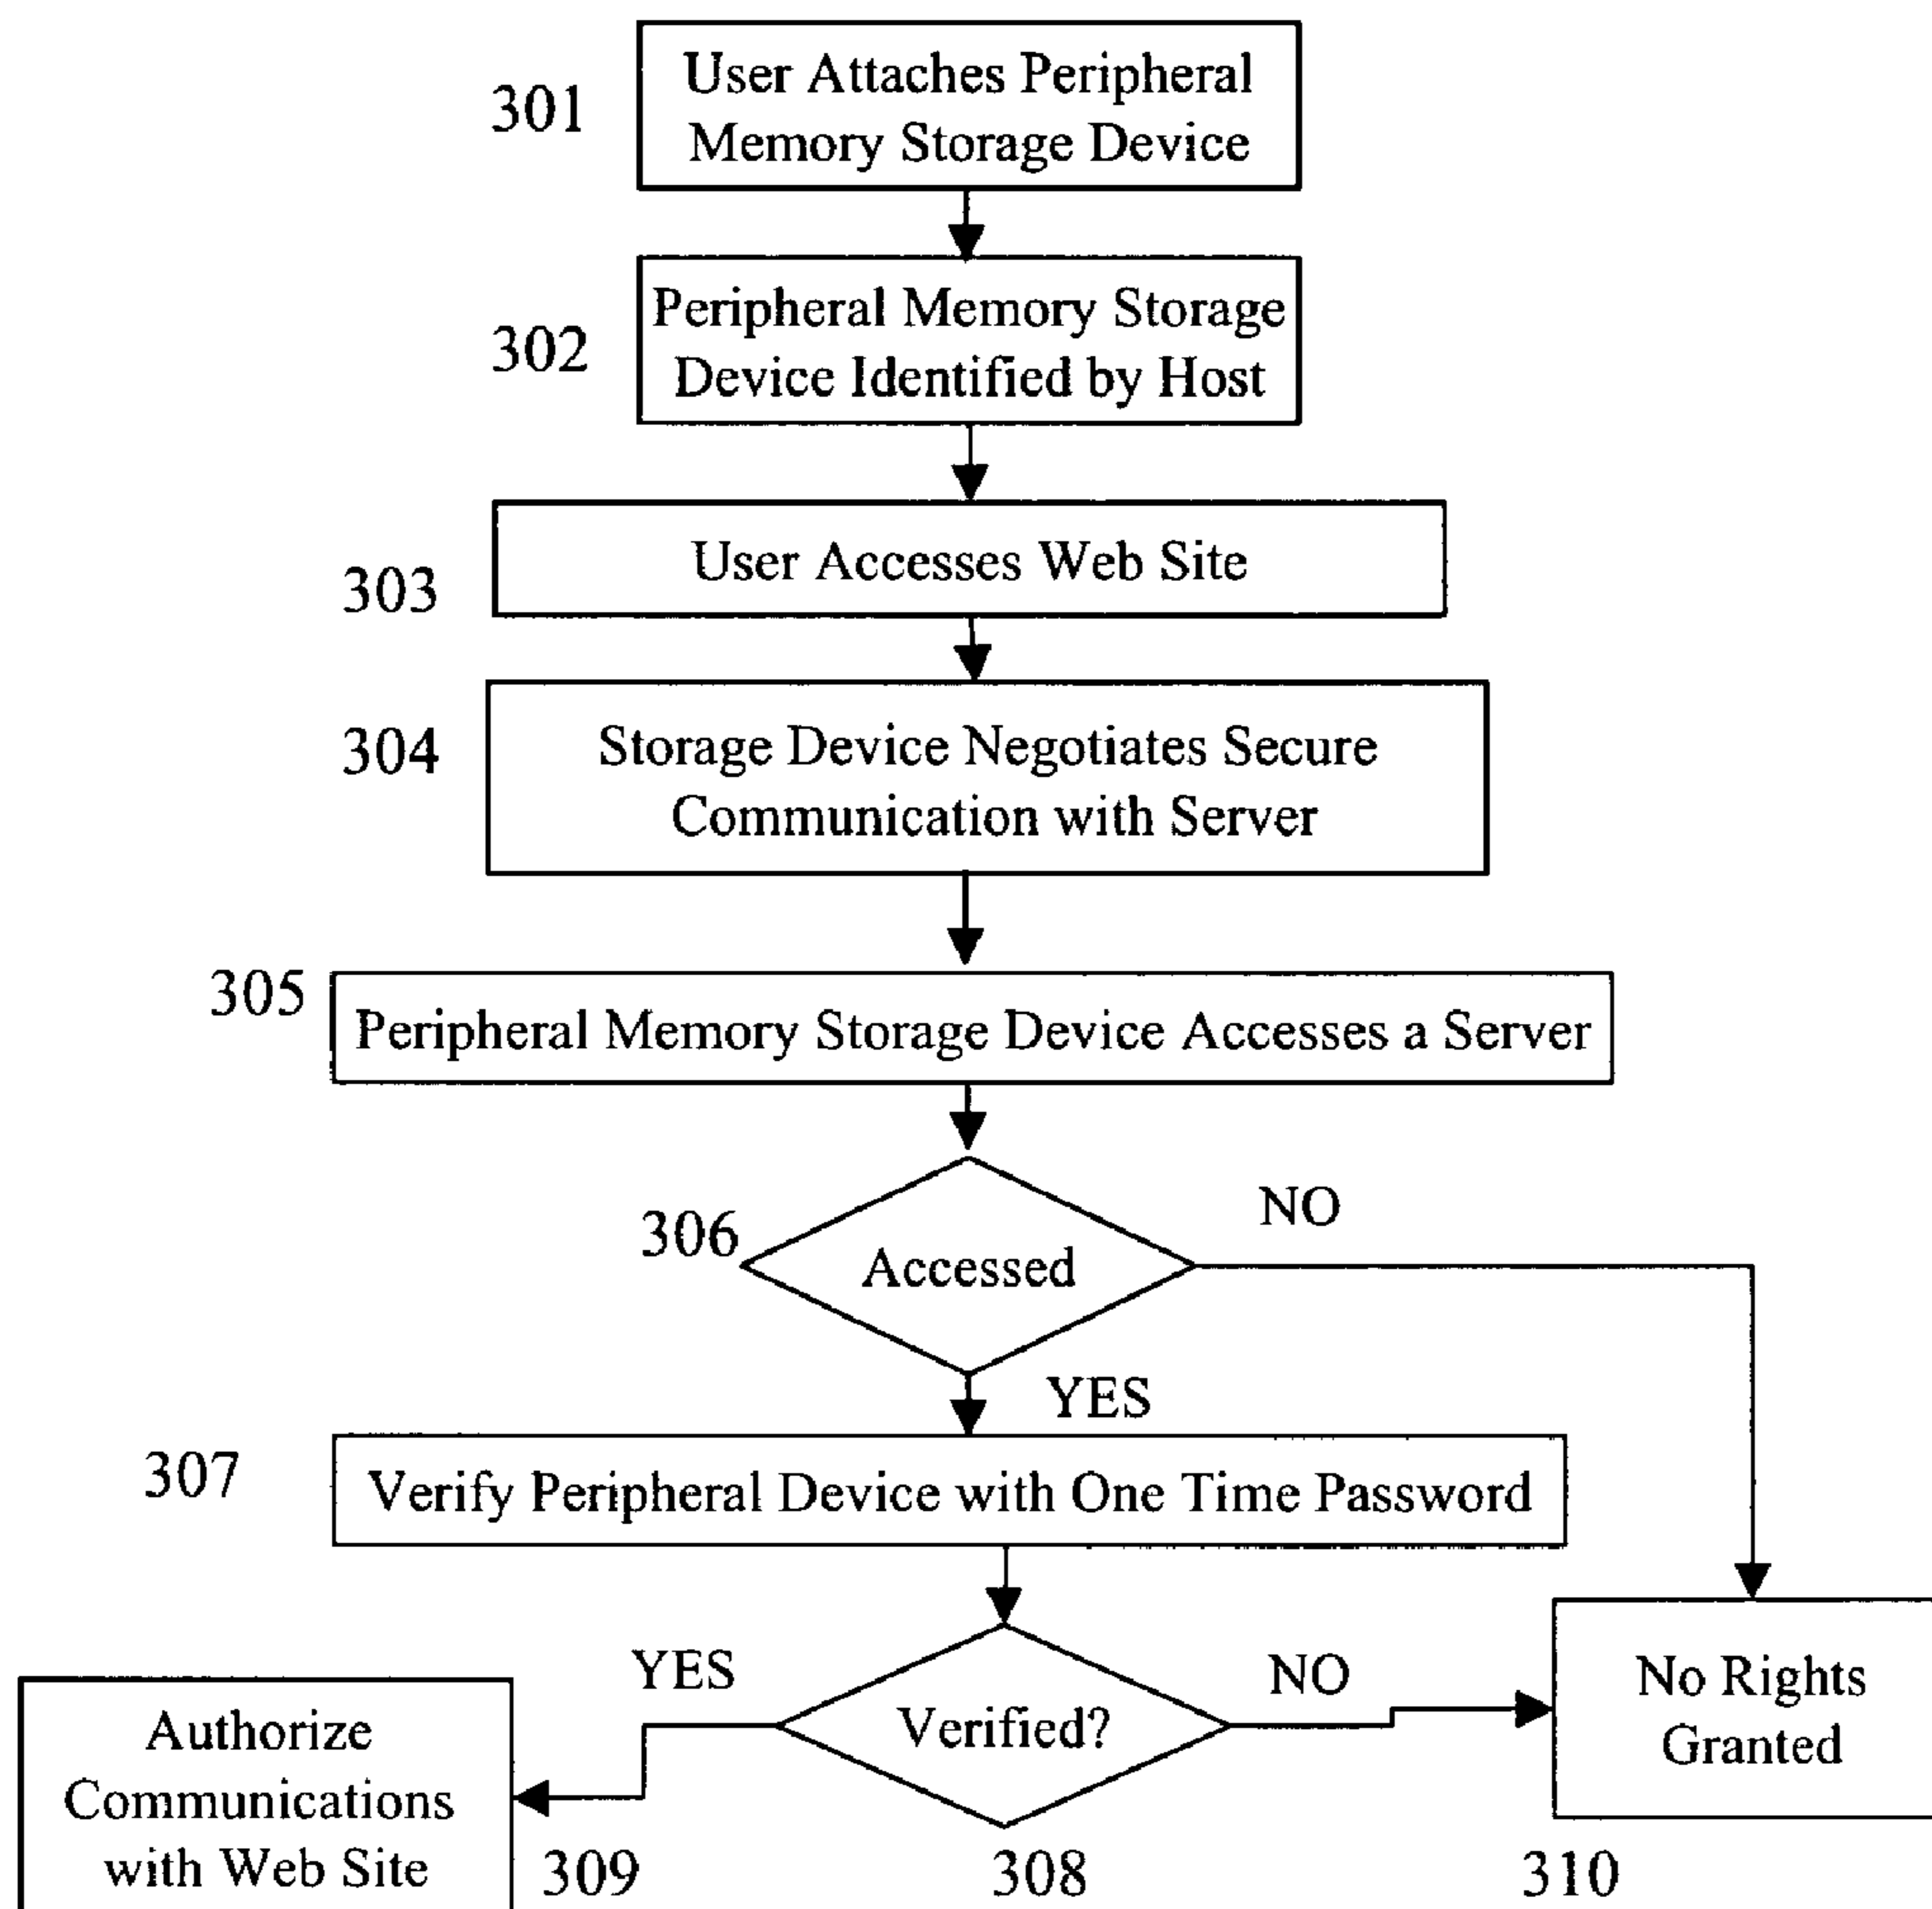 301
User Attaches Peripheral
Memory Storage Device
302
Peripheral Memory Storage
Device Identified by Host
303
User Accesses Web Site
304
Storage Device Negotiates Secure
Communication with Server
305
Peripheral Memory Storage Device Accesses a Server
306
Accessed
NO
YES
307
Verify Peripheral Device with One Time Password
YES
Verified?
NO
No Rights
Granted
Authorize
Communications
with Web Site
309
308
310